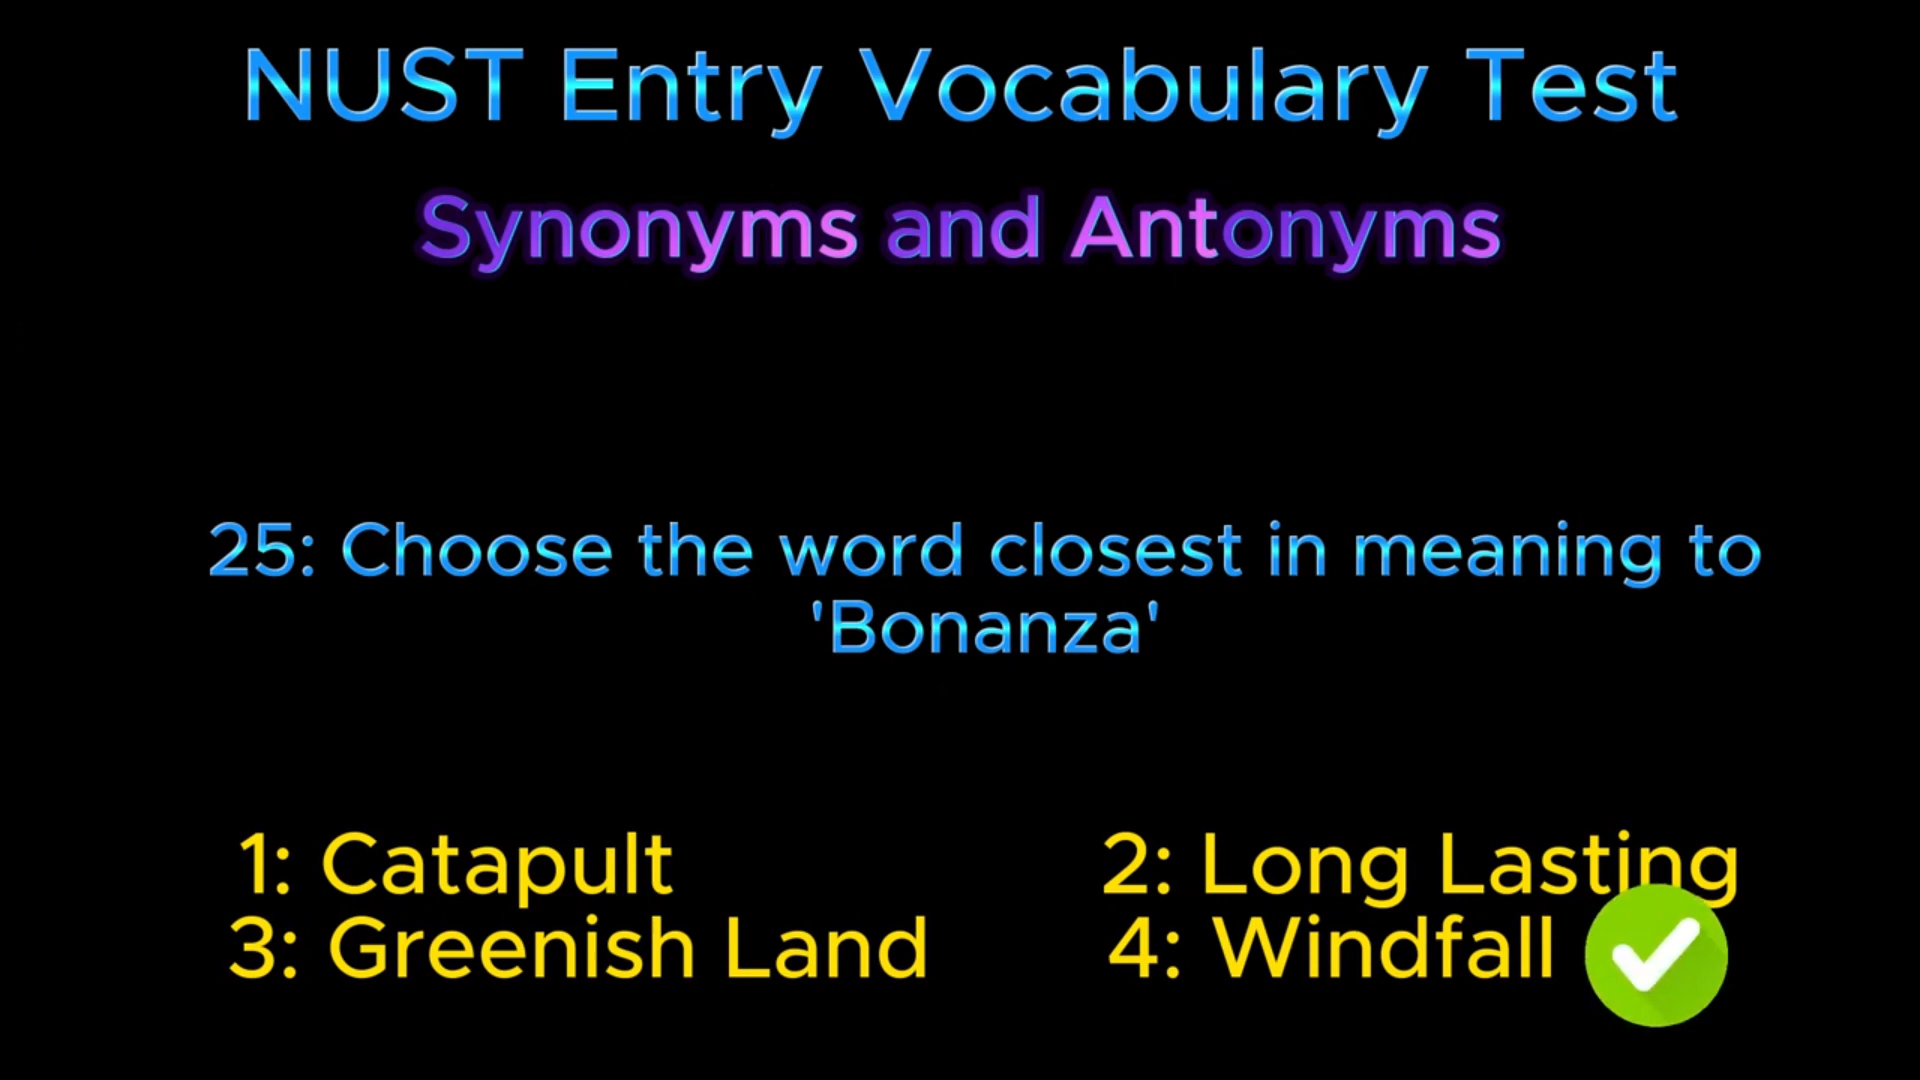 NUST Entry Vocabulary Test
Synonyms and Antonyms
25: Choose the word closest in meaning to
'Bonanza'
1: Catapult
2: Long Lasting
3: Greenish Land
4: Windfall